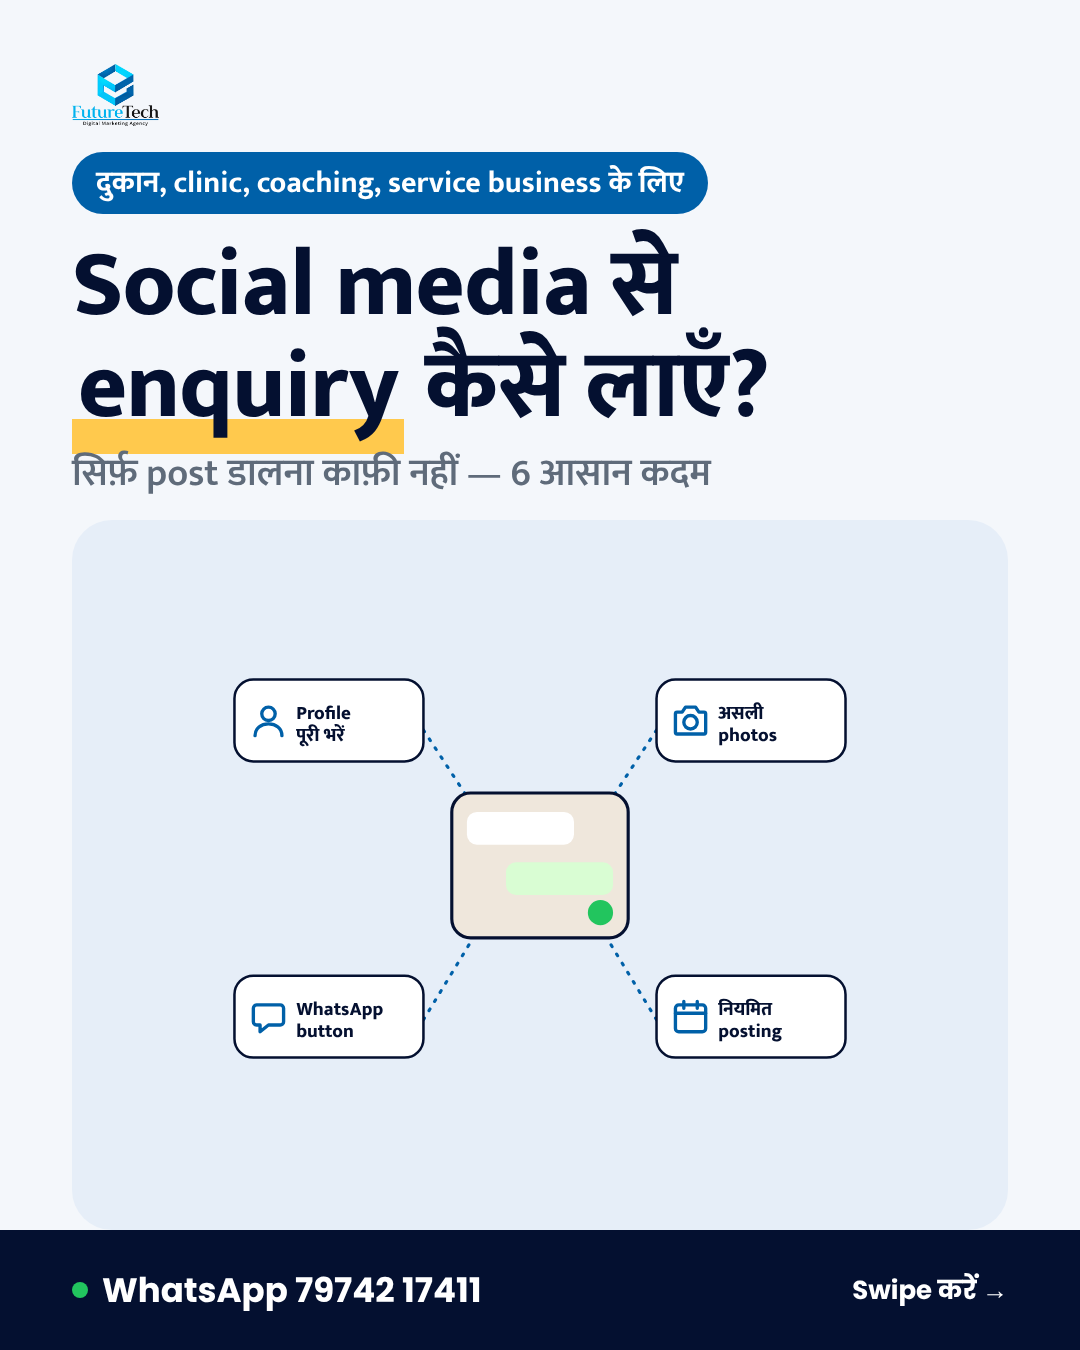 FutureTech
Digital Marketing Agency
दुकान, clinic, coaching, service business के लिए
Social media से
enquiry कैसे लाएँ?
सिर्फ़ post डालना काफ़ी नहीं — 6 आसान कदम
Profile
पूरी भरें
असली
photos
WhatsApp
button
नियमित
posting
WhatsApp 79742 17411
Swipe करें →